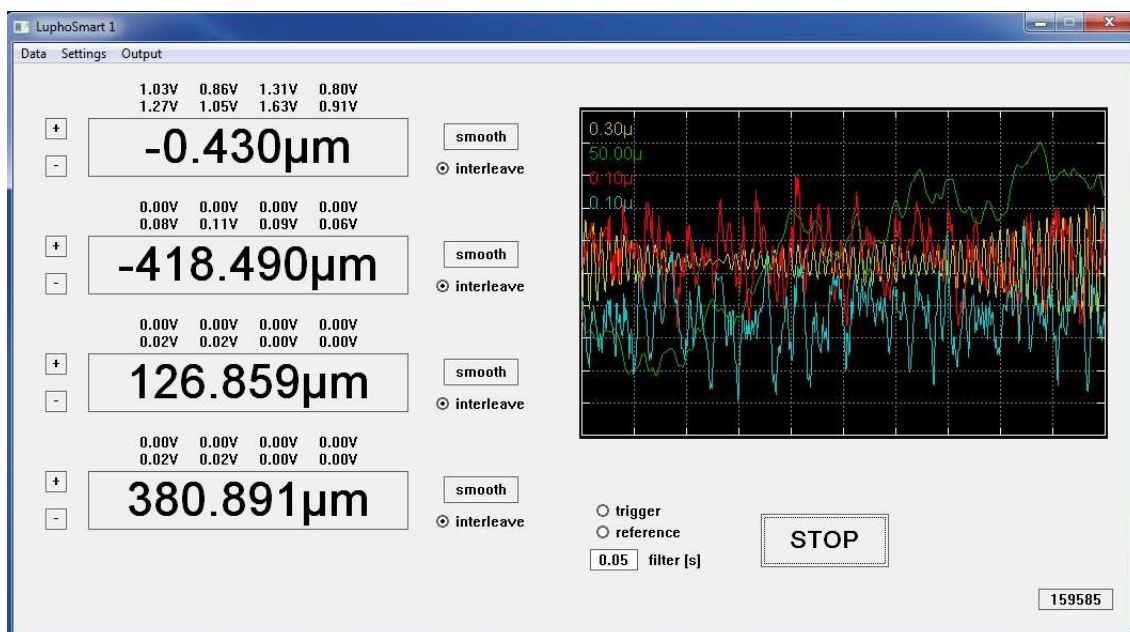 LuphoSmart 1
Data Settings Output
1.03V 0.86V 1.31V 0.80V
1.27V 1.05V 1.63V 0.91V
+
-0.430µm
-
smooth
interleave
0.00V 0.00V 0.00V 0.00V
0.08V 0.11V 0.09V 0.06V
+
-418.490µm
-
smooth
interleave
0.00V 0.00V 0.00V 0.00V
0.02V 0.02V 0.00V 0.00V
+
126.859µm
-
smooth
interleave
0.00V 0.00V 0.00V 0.00V
0.02V 0.02V 0.00V 0.00V
+
380.891µm
-
smooth
interleave
0.30µ
50.00µ
0.10µ
0.10µ
trigger
reference
0.05 filter [s]
STOP
159585